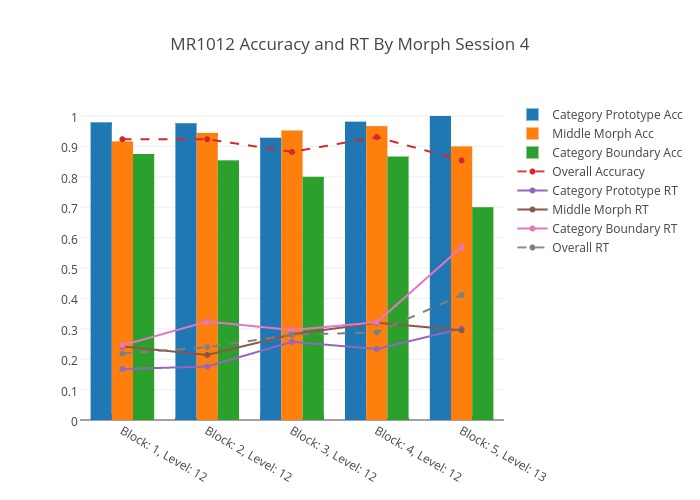 MR1012 Accuracy and RT By Morph Session 4
1
0.9
0.8
0.7
0.6
0.5
0.4
0.3
0.2
0.1
0
Block: 1, Level: 12
Block: 2, Level: 12
Block: 3, Level: 12
Block: 4, Level: 12
Block: 5, Level: 13
Category Prototype Acc
Middle Morph Acc
Category Boundary Acc
Overall Accuracy
Category Prototype RT
Middle Morph RT
Category Boundary RT
Overall RT